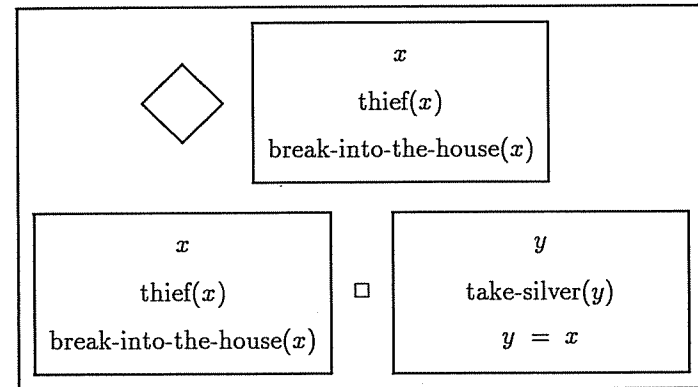 x
thief(x)
break-into-the-house(x)
x
thief(x)
break-into-the-house(x)
y
take-silver(y)
y = x